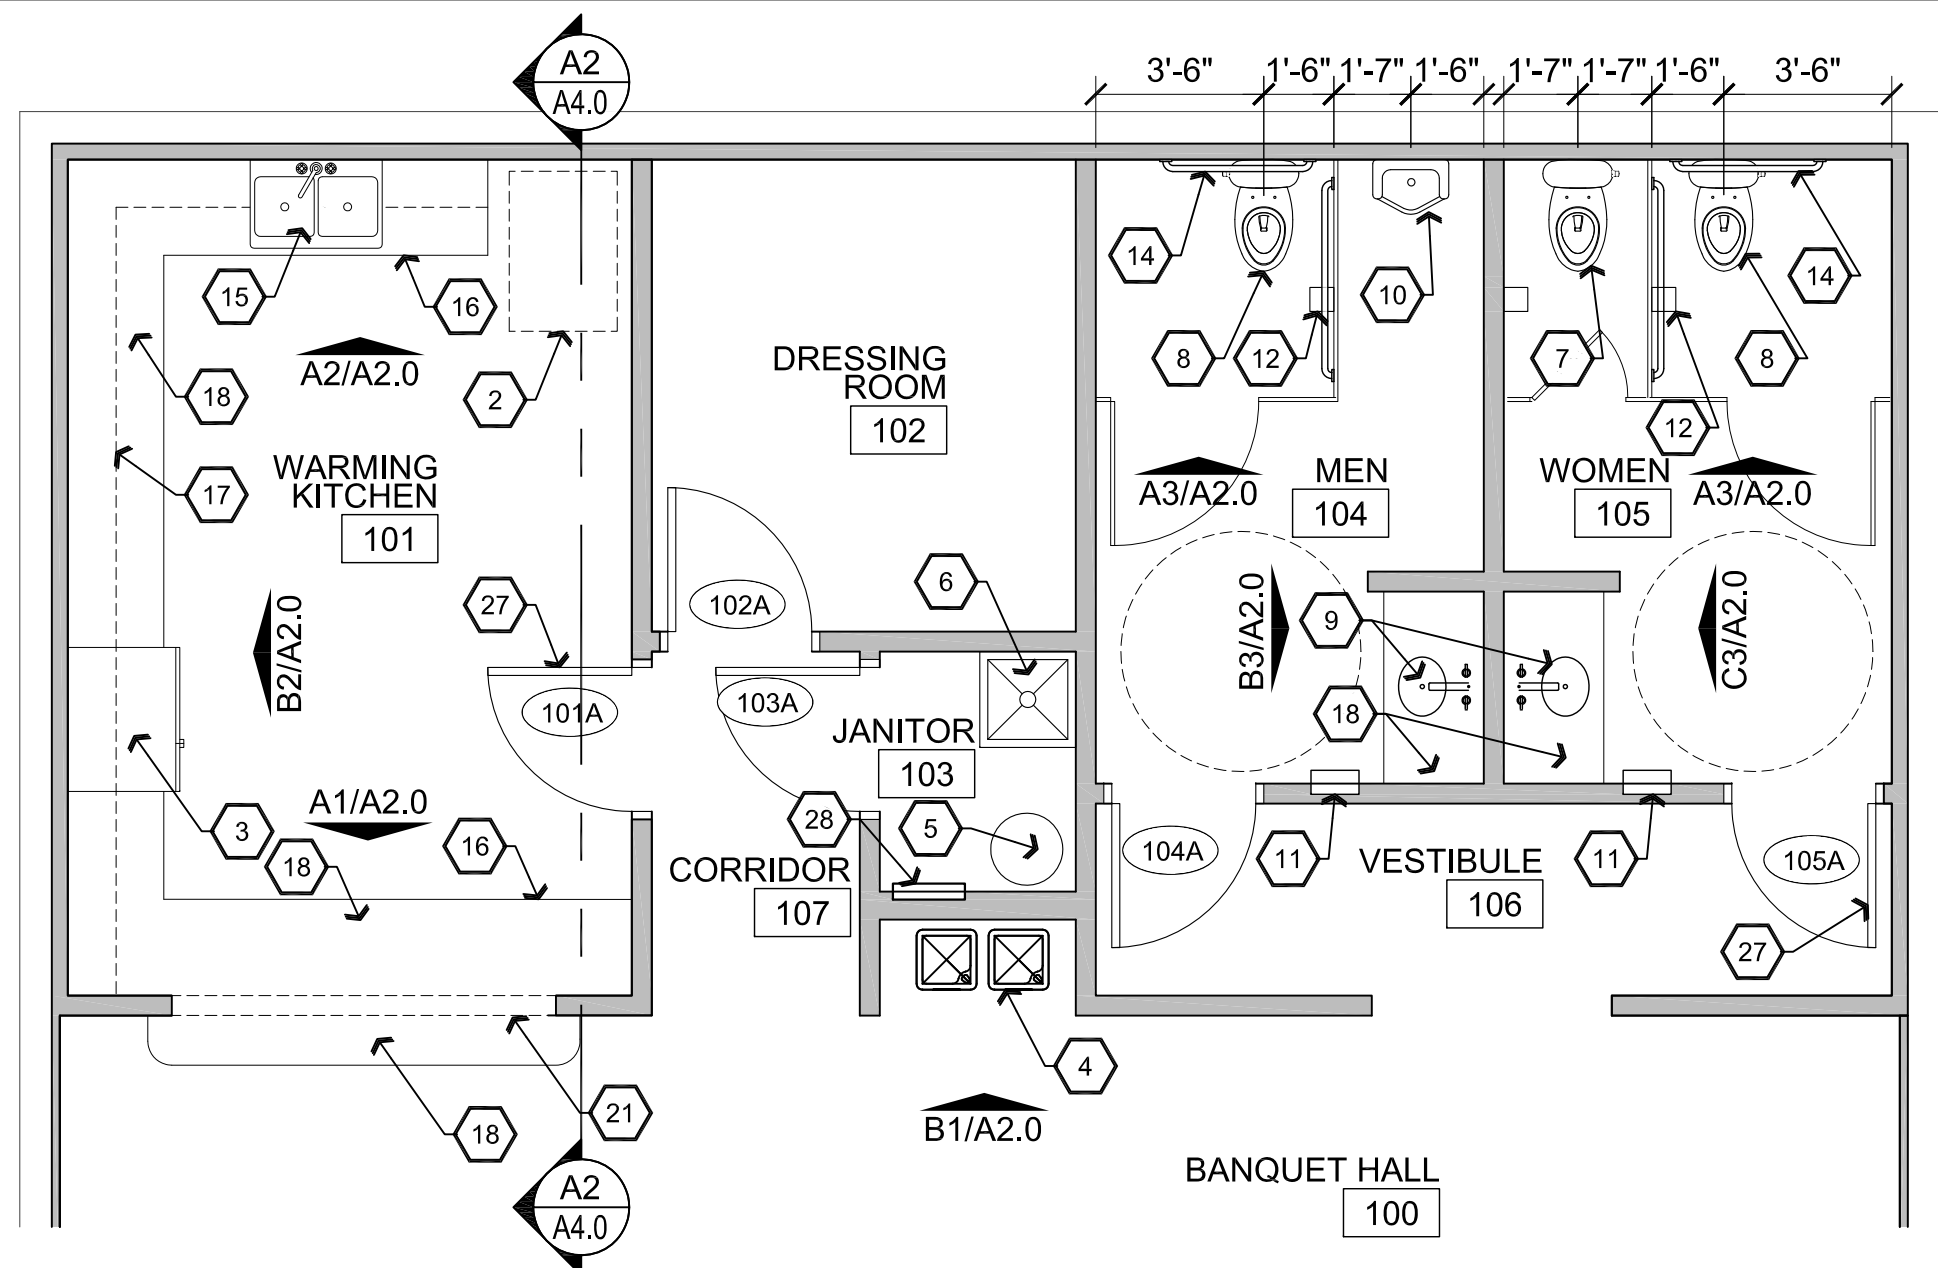 A2
A4.0
3'-6" 1'-6" 1'-7" 1'-6" 1'-7" 1'-7" 1'-6" 3'-6"
14
14
15
16
10
8
12
7
8
18
A2/A2.0
2
DRESSING
ROOM
102
12
17
WARMING
KITCHEN
101
A3/A2.0
MEN
104
WOMEN
105
A3/A2.0
27
102A
6
9
B2/A2.0
B3/A2.0
C3/A2.0
101A
103A
18
JANITOR
103
A1/A2.0
3
18
16
28
5
104A
11
VESTIBULE
106
11
105A
CORRIDOR
107
27
4
21
18
B1/A2.0
BANQUET HALL
100
A2
A4.0